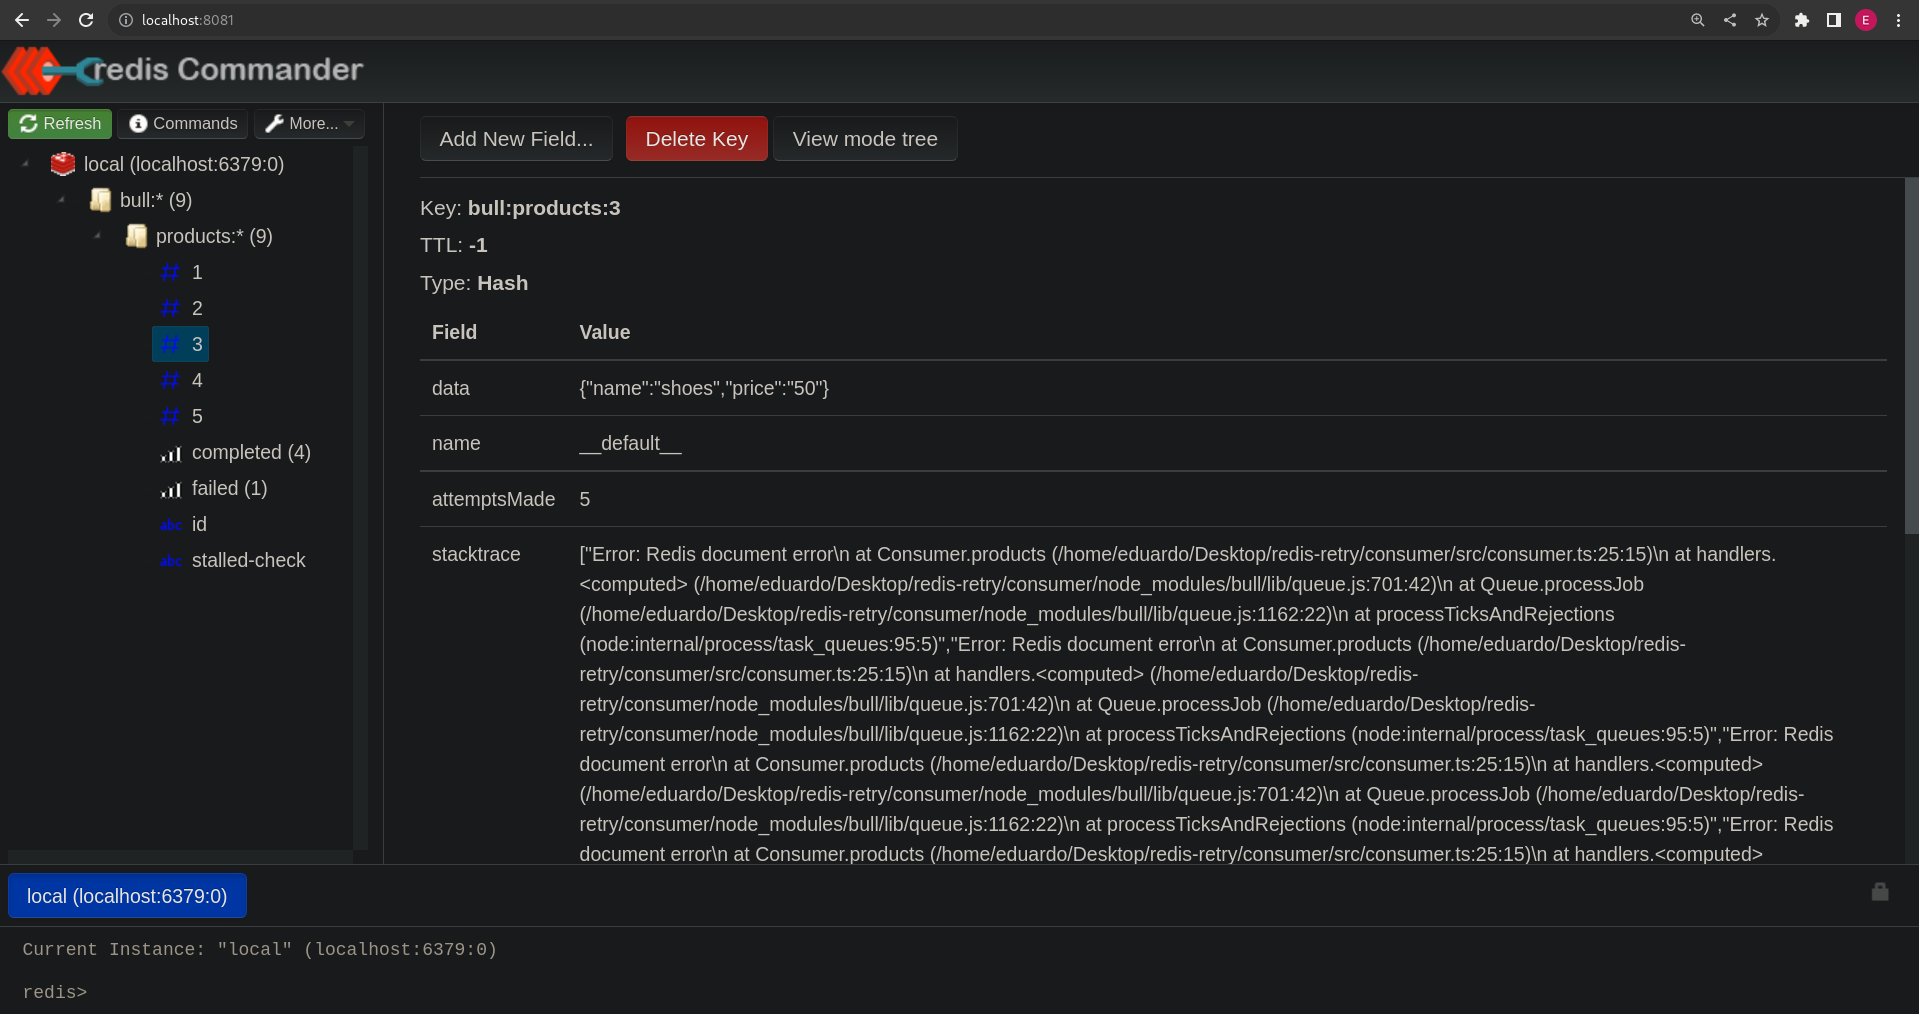 localhost:8081
E
redis Commander
Refresh Commands More...
local (localhost:6379:0)
bull:* (9)
products:* (9)
1
2
3
4
5
completed (4)
failed (1)
abc id
abc stalled-check
Add New Field... Delete Key View mode tree
Key: bull:products:3
TTL: -1
Type: Hash
Field Value
data {"name":"shoes","price":"50"}
name __default__
attemptsMade 5
stacktrace ["Error: Redis document error\n at Consumer.products (/home/eduardo/Desktop/redis-retry/consumer/src/consumer.ts:25:15)\n at handlers.
<computed> (/home/eduardo/Desktop/redis-retry/consumer/node_modules/bull/lib/queue.js:701:42)\n at Queue.processJob
(/home/eduardo/Desktop/redis-retry/consumer/node_modules/bull/lib/queue.js:1162:22)\n at processTicksAndRejections
(node:internal/process/task_queues:95:5)","Error: Redis document error\n at Consumer.products (/home/eduardo/Desktop/redis-
retry/consumer/src/consumer.ts:25:15)\n at handlers.<computed> (/home/eduardo/Desktop/redis-
retry/consumer/node_modules/bull/lib/queue.js:701:42)\n at Queue.processJob (/home/eduardo/Desktop/redis-
retry/consumer/node_modules/bull/lib/queue.js:1162:22)\n at processTicksAndRejections (node:internal/process/task_queues:95:5)","Error: Redis
document error\n at Consumer.products (/home/eduardo/Desktop/redis-retry/consumer/src/consumer.ts:25:15)\n at handlers.<computed>
(/home/eduardo/Desktop/redis-retry/consumer/node_modules/bull/lib/queue.js:701:42)\n at Queue.processJob (/home/eduardo/Desktop/redis-
retry/consumer/node_modules/bull/lib/queue.js:1162:22)\n at processTicksAndRejections (node:internal/process/task_queues:95:5)","Error: Redis
document error\n at Consumer.products (/home/eduardo/Desktop/redis-retry/consumer/src/consumer.ts:25:15)\n at handlers.<computed>
local (localhost:6379:0)
Current Instance: "local" (localhost:6379:0)
redis>